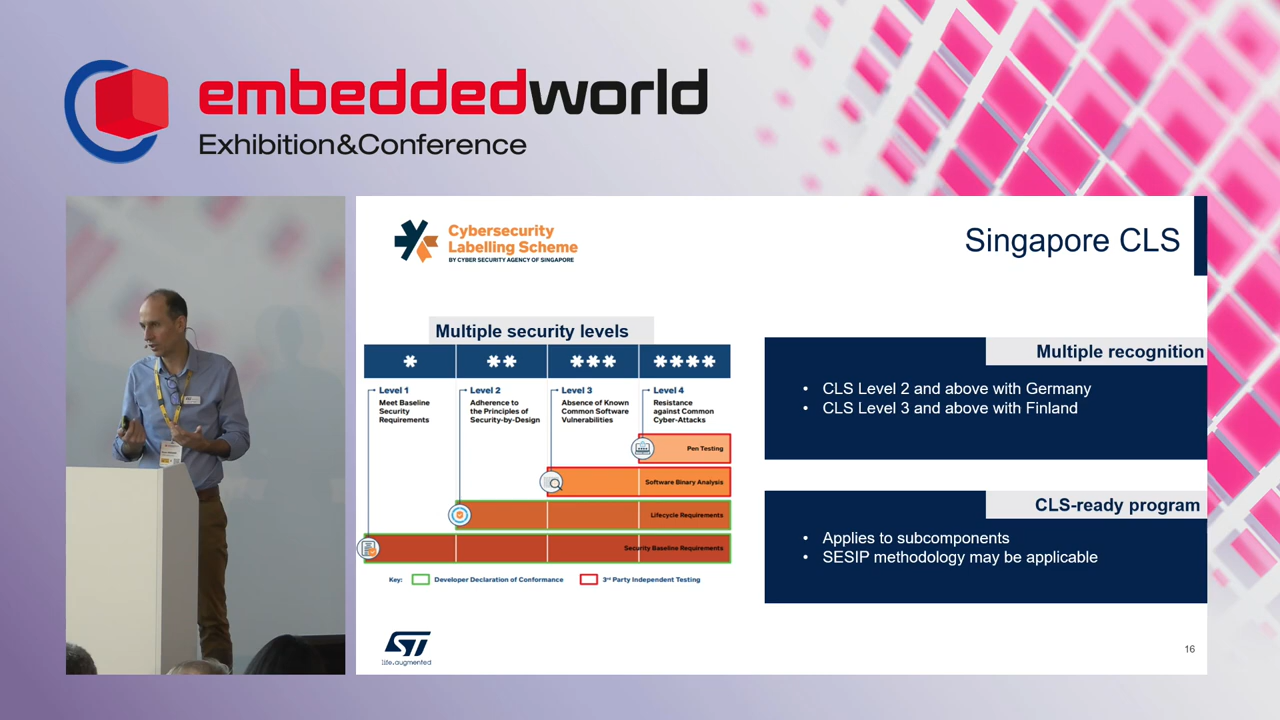 embeddedworld
Exhibition&Conference
Cybersecurity
Labelling Scheme
BY CYBER SECURITY AGENCY OF SINGAPORE
Singapore CLS
Multiple security levels
* ** *** ****
Level 1
Meet Baseline
Security
Requirements
Level 2
Adherence to
the Principles of
Security-by-Design
Level 3
Absence of Known
Common Software
Vulnerabilities
Level 4
Resistance
against Common
Cyber-Attacks
Pen Testing
Software Binary Analysis
Lifecycle Requirements
Security Baseline Requirements
Key: Developer Declaration of Conformance 3rd Party Independent Testing
Multiple recognition
• CLS Level 2 and above with Germany
• CLS Level 3 and above with Finland
CLS-ready program
• Applies to subcomponents
• SESIP methodology may be applicable
ST
life.augmented
16